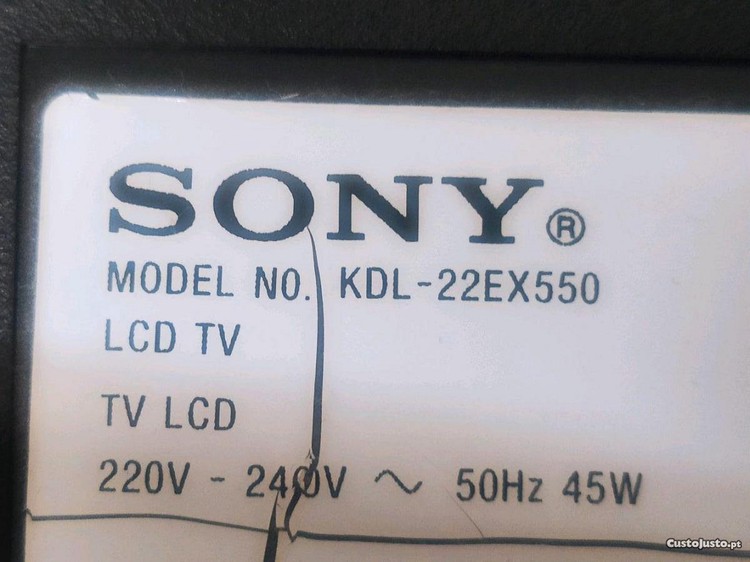 SONY®
MODEL NO. KDL-22EX550
LCD TV
TV LCD
220V - 240V ~ 50Hz 45W
CustoJusto.pt